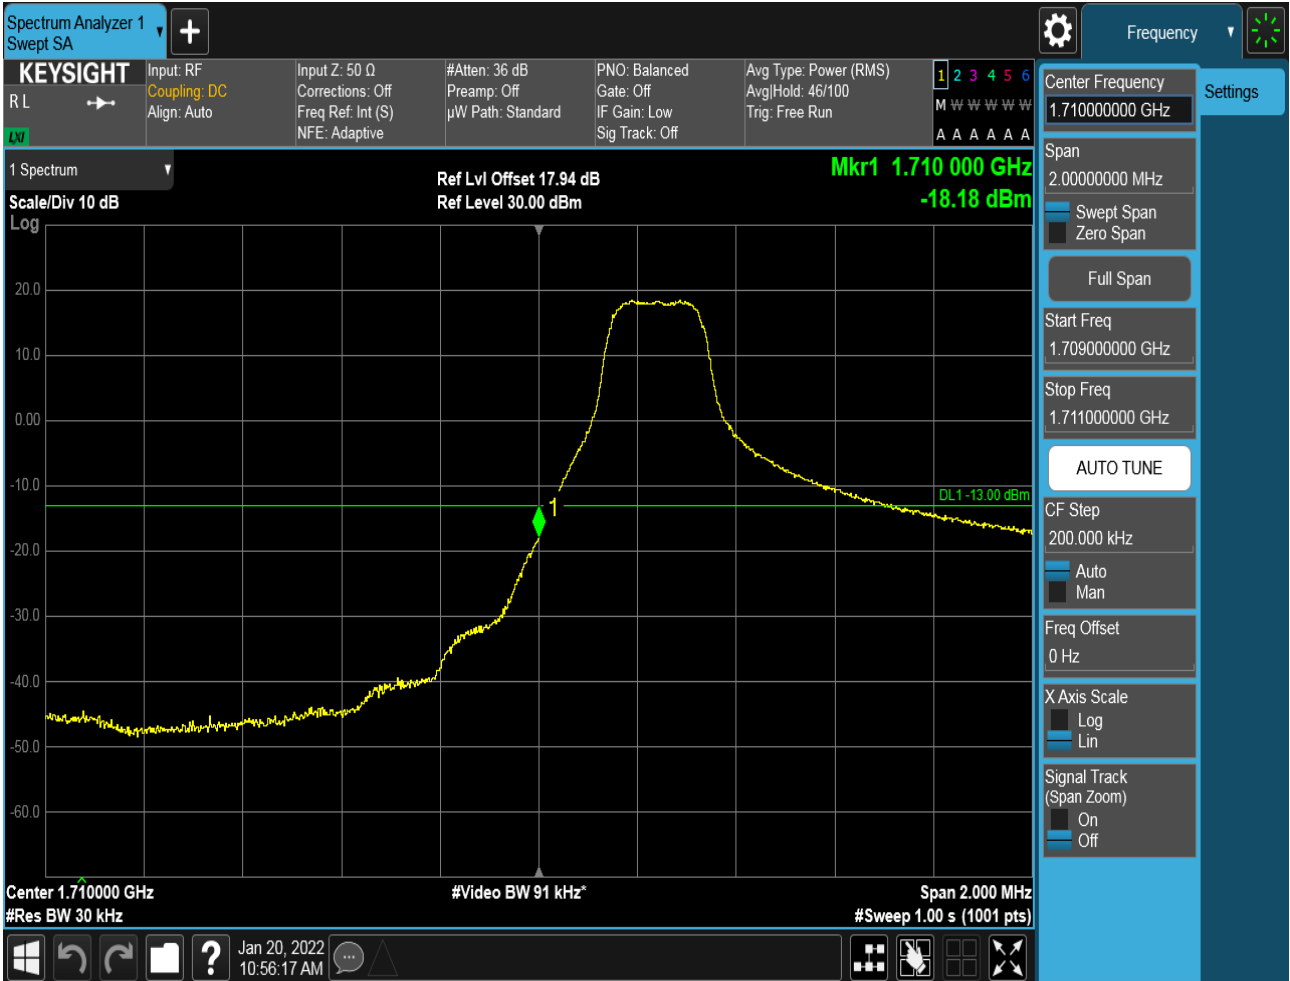 Spectrum Analyzer 1
Swept SA
Frequency
KEYSIGHT
R L
LXI
Input: RF
Coupling: DC
Align: Auto
Input Z: 50 Ω
Corrections: Off
Freq Ref: Int (S)
NFE: Adaptive
#Atten: 36 dB
Preamp: Off
µW Path: Standard
PNO: Balanced
Gate: Off
IF Gain: Low
Sig Track: Off
Avg Type: Power (RMS)
Avg|Hold: 46/100
Trig: Free Run
1 2 3 4 5 6
M W W W W W
A A A A A A
1 Spectrum
Scale/Div 10 dB
Log
Ref Lvl Offset 17.94 dB
Ref Level 30.00 dBm
Mkr1 1.710 000 GHz
-18.18 dBm
20.0
10.0
0.00
-10.0
-20.0
-30.0
-40.0
-50.0
-60.0
1
DL1 -13.00 dBm
Center 1.710000 GHz
#Res BW 30 kHz
#Video BW 91 kHz*
Span 2.000 MHz
#Sweep 1.00 s (1001 pts)
Center Frequency
1.710000000 GHz
Settings
Span
2.00000000 MHz
Swept Span
Zero Span
Full Span
Start Freq
1.709000000 GHz
Stop Freq
1.711000000 GHz
AUTO TUNE
CF Step
200.000 kHz
Auto
Man
Freq Offset
0 Hz
X Axis Scale
Log
Lin
Signal Track
(Span Zoom)
On
Off
?
Jan 20, 2022
10:56:17 AM